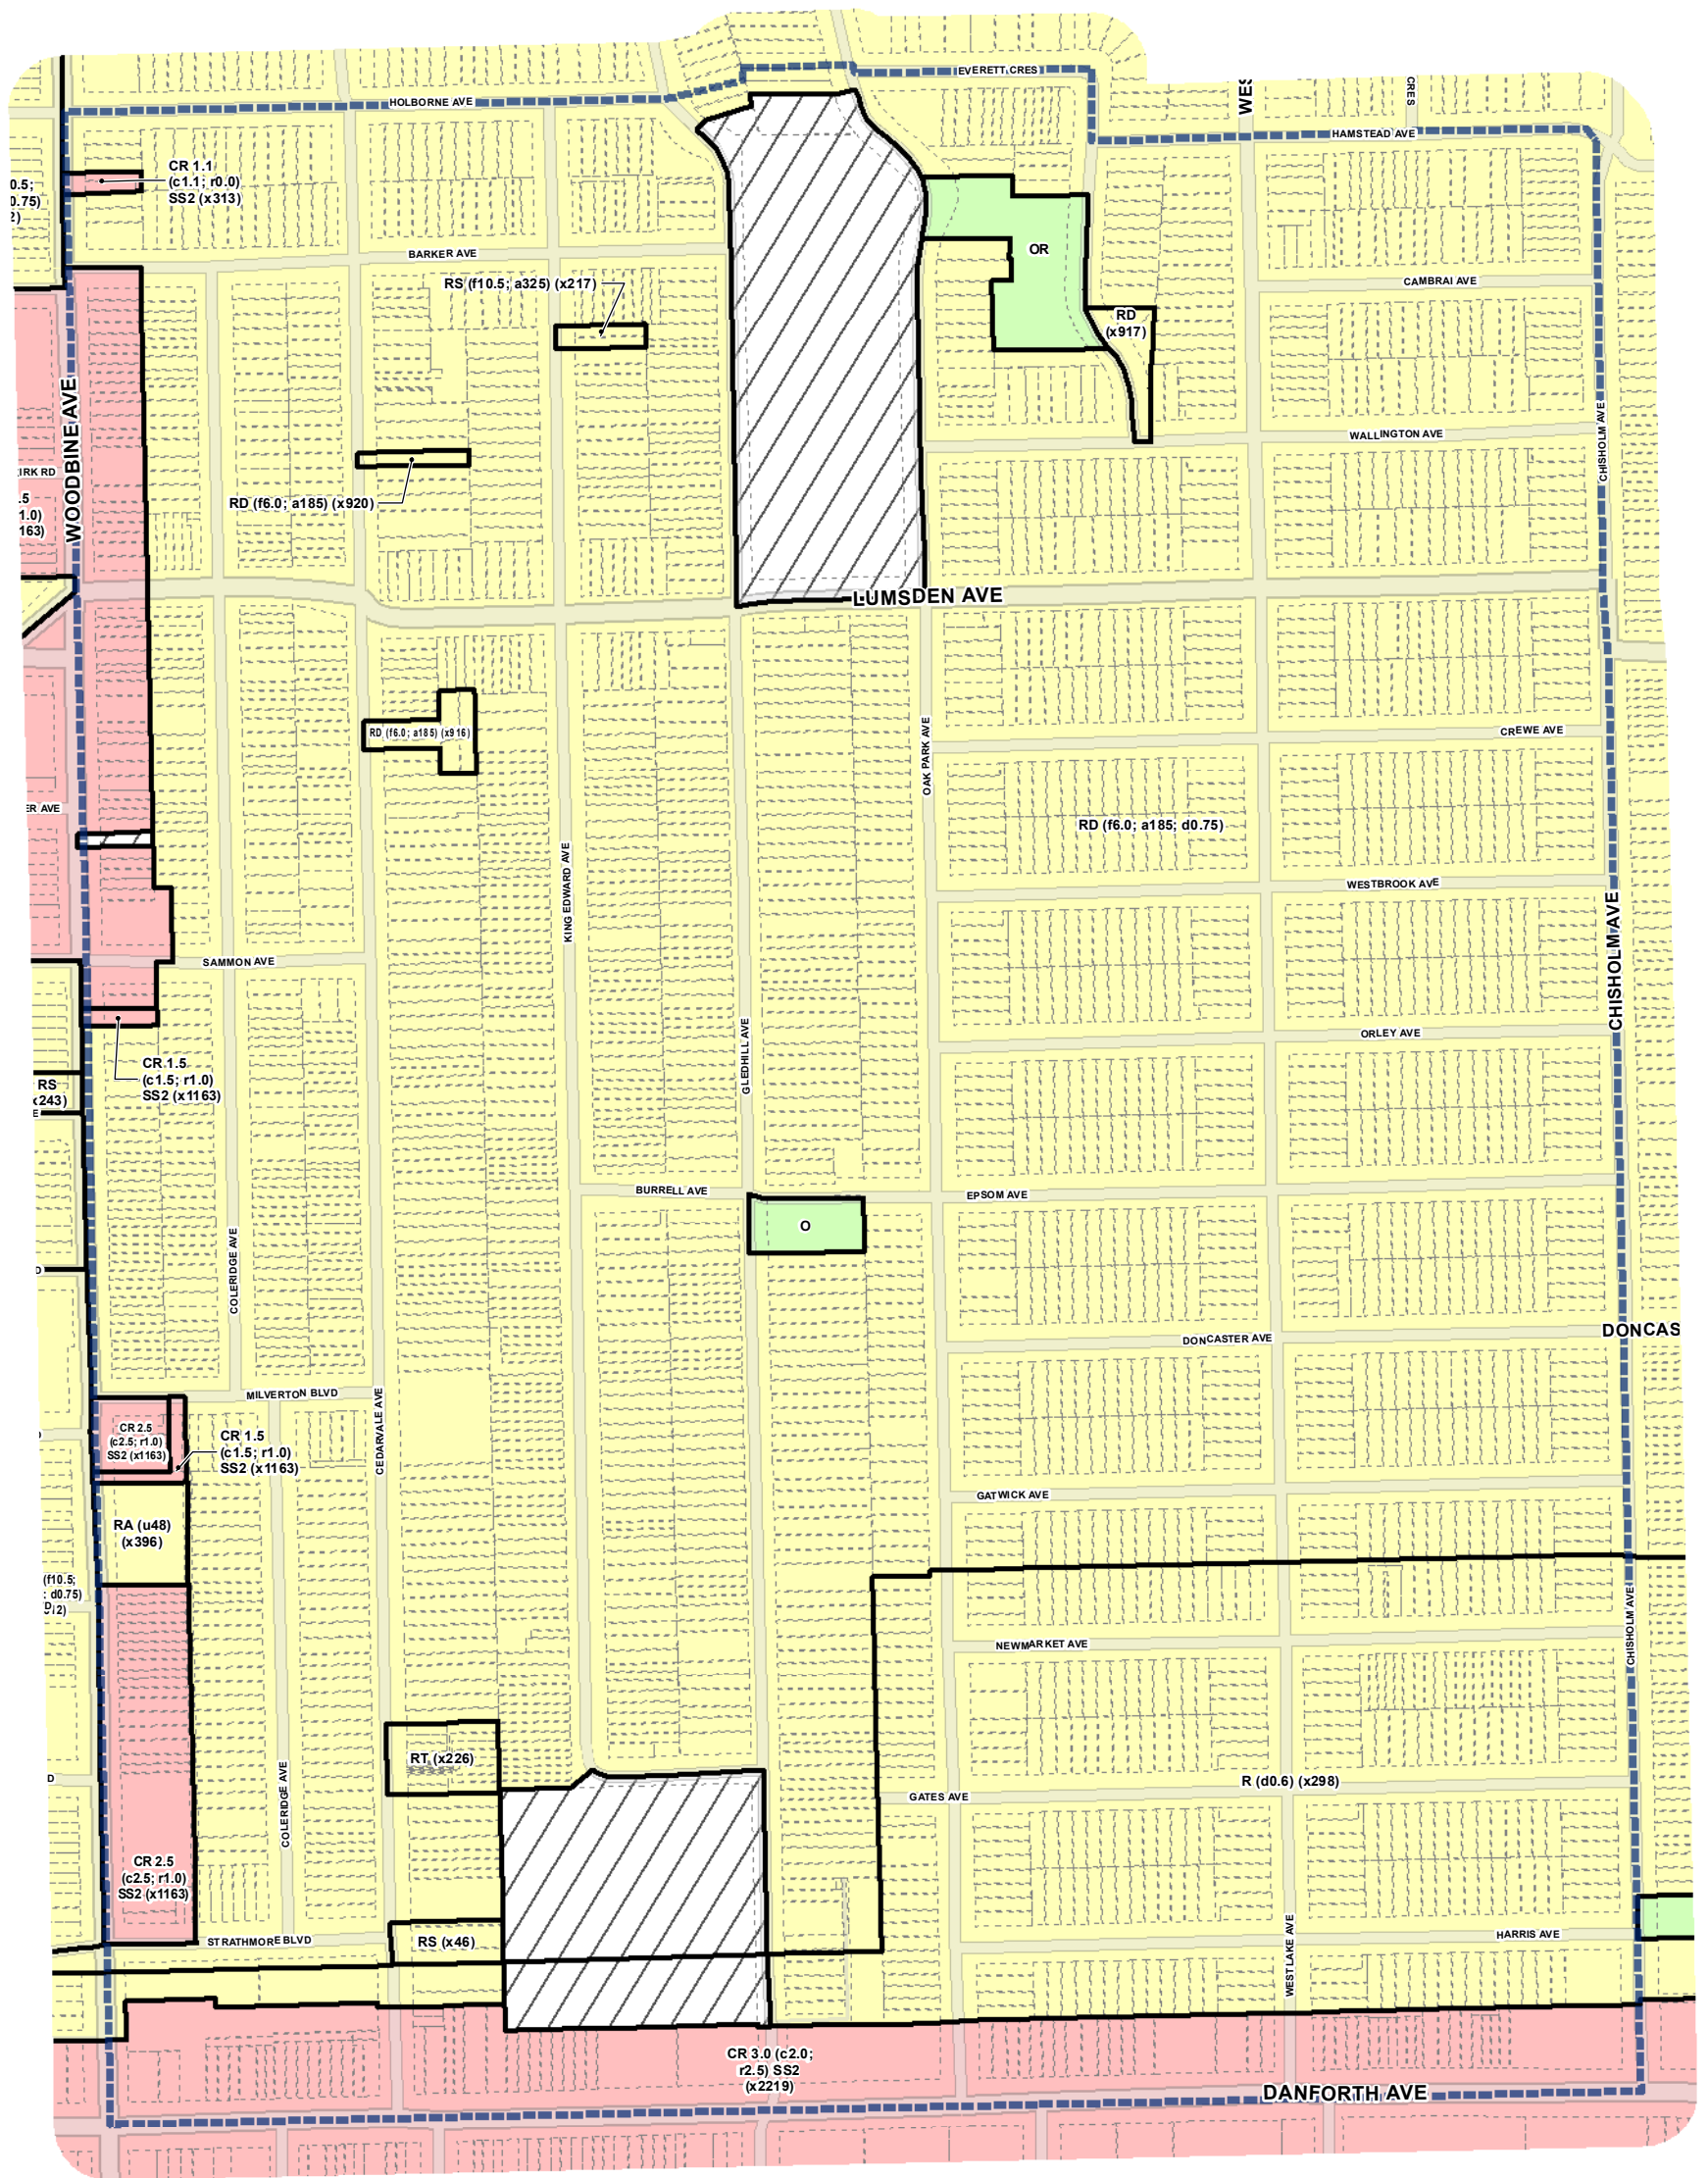 EVERETT CRES
WES
CRES
HOLBORNE AVE
HAMSTEAD AVE
CR 1.1
(c1.1; r0.0)
SS2 (x313)
0.5;
0.75)
2)
OR
BARKER AVE
RS (f10.5; a325) (x217)
CAMBRAI AVE
RD
(x917)
WOODBINE AVE
WALLINGTON AVE
CHISHOLM AVE
IRK RD
.5
1.0)
163)
RD (f6.0; a185) (x920)
LUMSDEN AVE
RD (f6.0; a185) (x916)
CREWE AVE
OAK PARK AVE
ER AVE
RD (f6.0; a185; d0.75)
KING EDWARD AVE
WESTBROOK AVE
CHISHOLM AVE
SAMMON AVE
ORLEY AVE
GLEDHILL AVE
CR 1.5
(c1.5; r1.0)
SS2 (x1163)
RS
x243)
E
BURRELL AVE
EPSOM AVE
O
COLERIDGE AVE
D
DONCAS
DONCASTER AVE
MILVERTON BLVD
CEDARVALE AVE
CR 2.5
(c2.5; r1.0)
SS2 (x1163)
CR 1.5
(c1.5; r1.0)
SS2 (x1163)
D
GATWICK AVE
RA (u48)
(x396)
(f10.5;
; d0.75)
312)
CHISHOLM AVE
NEWMARKET AVE
RT (x226)
D
R (d0.6) (x298)
GATES AVE
COLERIDGE AVE
CR 2.5
(c2.5; r1.0)
SS2 (x1163)
STRATHMORE BLVD
RS (x46)
HARRIS AVE
WESTLAKE AVE
CR 3.0 (c2.0;
r2.5) SS2
(x2219)
DANFORTH AVE